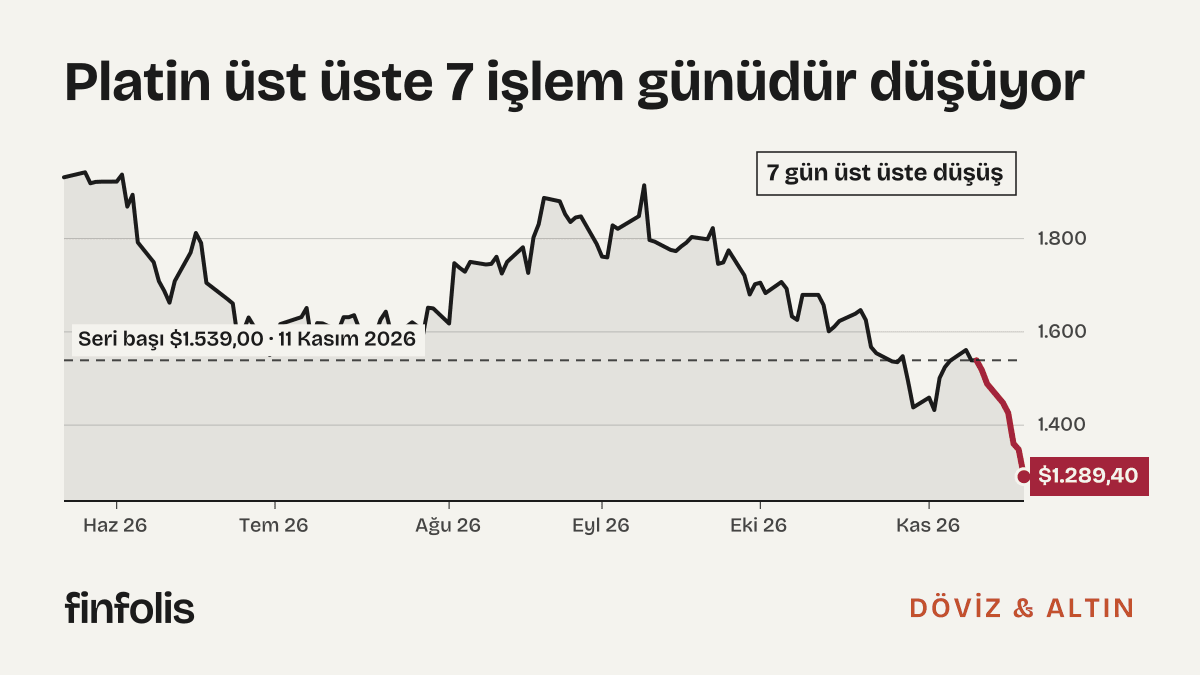 Platin üst üste 7 işlem günüdür düşüyor
7 gün üst üste düşüş
1.800
1.600
Seri başı $1.539,00 · 11 Kasım 2026
1.400
$1.289,40
Haz 26
Tem 26
Ağu 26
Eyl 26
Eki 26
Kas 26
finfolis
DÖVİZ & ALTIN